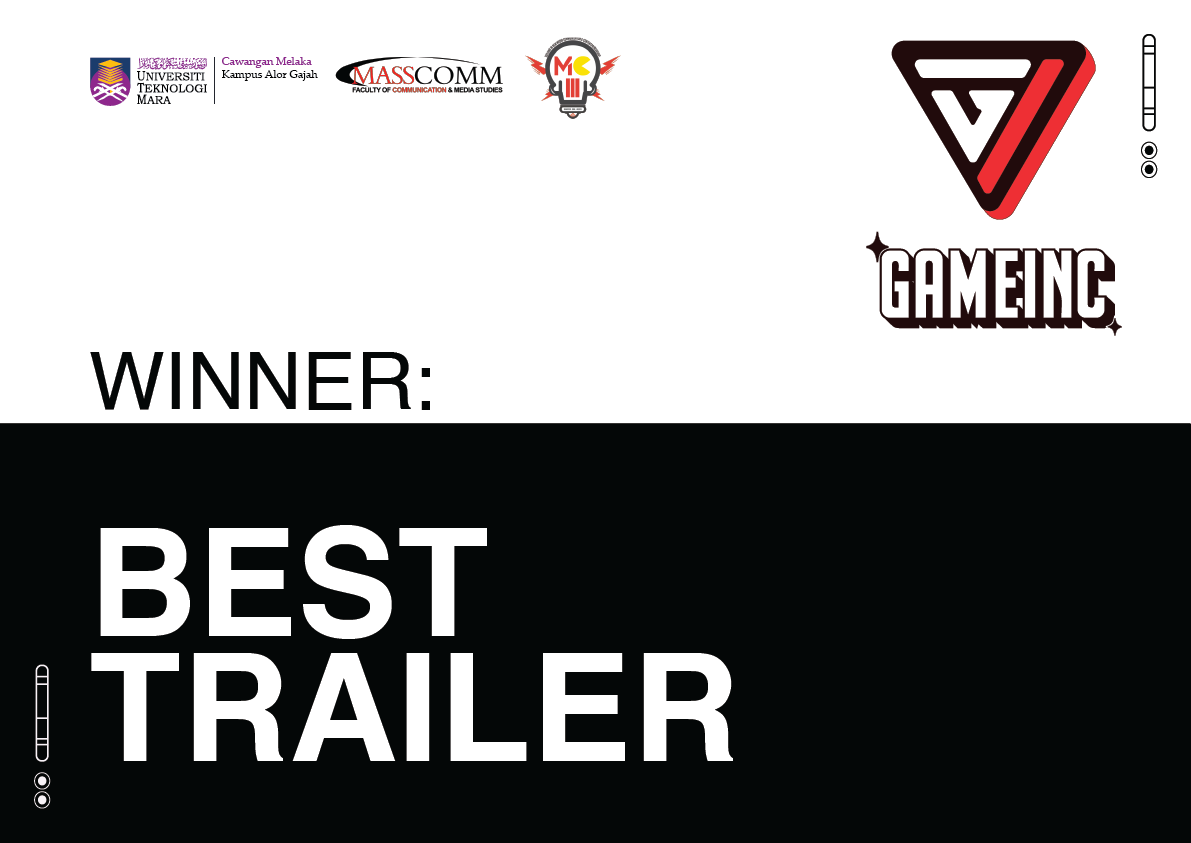 UNIVERSITI
TEKNOLOGI
MARA
Cawangan Melaka
Kampus Alor Gajah
MASSCOMM
FACULTY OF COMMUNICATION & MEDIA STUDIES
MC
GAMEINC
WINNER:
BEST
TRAILER